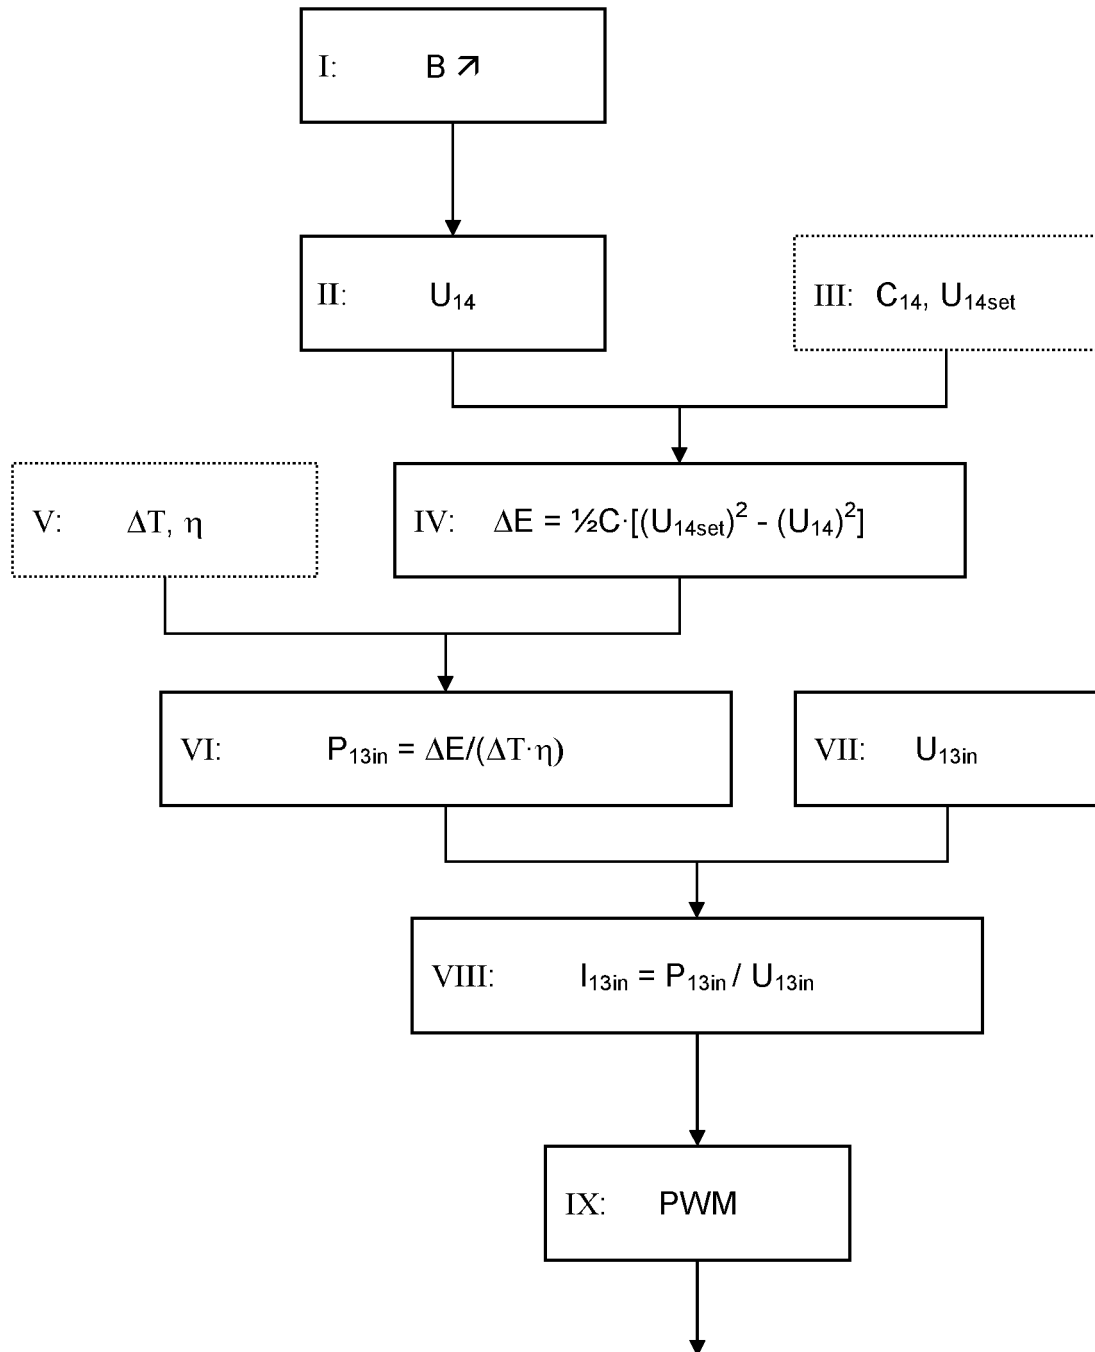 I: B ↗
II: U₁₄
III: C₁₄, U₁₄set
V: ΔT, η
IV: ΔE = ½C·[(U₁₄set)² - (U₁₄)²]
VI: P₁₃in = ΔE/(ΔT·η)
VII: U₁₃in
VIII: I₁₃in = P₁₃in / U₁₃in
IX: PWM